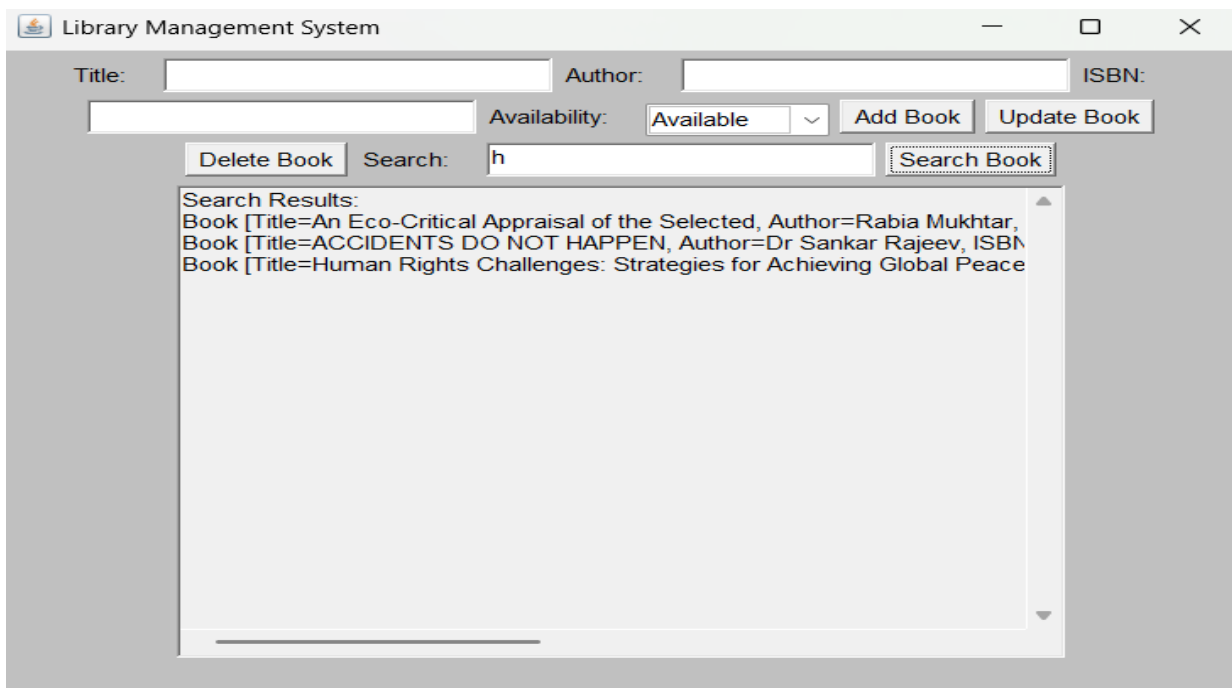 Library Management System
Title: Author: ISBN:
Availability: Available Add Book Update Book
Delete Book Search: h Search Book
Search Results:
Book [Title=An Eco-Critical Appraisal of the Selected, Author=Rabia Mukhtar,
Book [Title=ACCIDENTS DO NOT HAPPEN, Author=Dr Sankar Rajeev, ISBN
Book [Title=Human Rights Challenges: Strategies for Achieving Global Peace